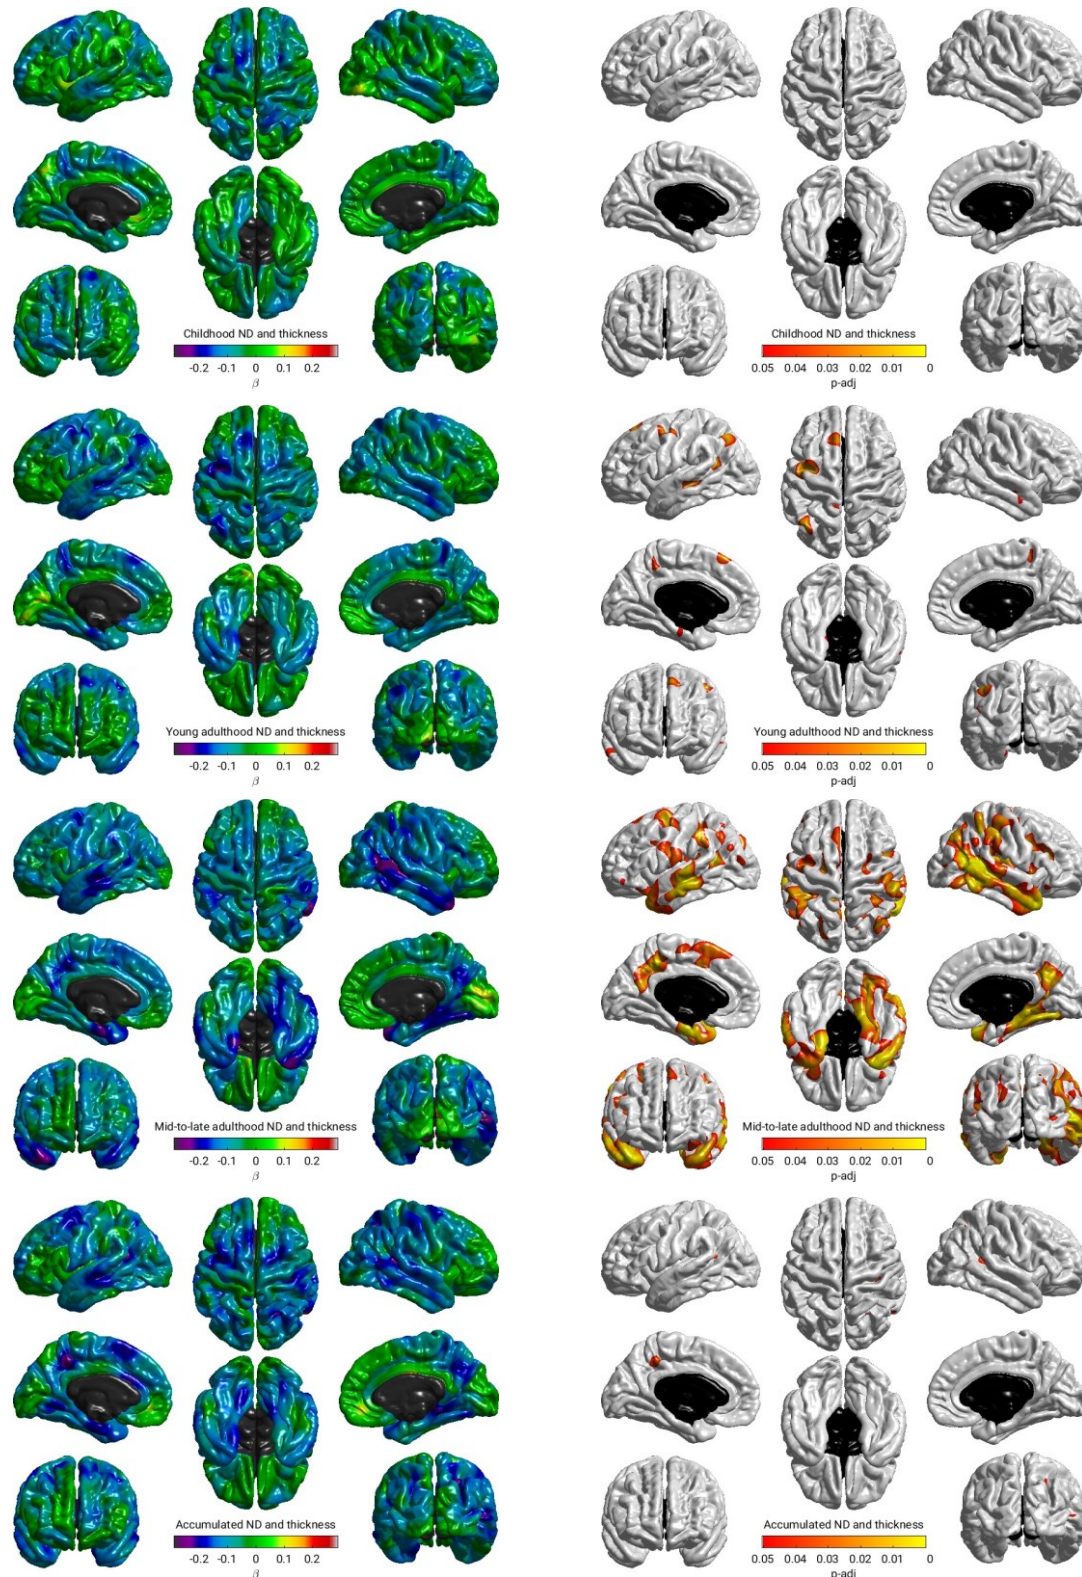 Childhood ND and thickness
-0.2 -0.1 0 0.1 0.2
β
Childhood ND and thickness
0.05 0.04 0.03 0.02 0.01 0
p-adj
Young adulthood ND and thickness
-0.2 -0.1 0 0.1 0.2
β
Young adulthood ND and thickness
0.05 0.04 0.03 0.02 0.01 0
p-adj
Mid-to-late adulthood ND and thickness
-0.2 -0.1 0 0.1 0.2
β
Mid-to-late adulthood ND and thickness
0.05 0.04 0.03 0.02 0.01 0
p-adj
Accumulated ND and thickness
-0.2 -0.1 0 0.1 0.2
β
Accumulated ND and thickness
0.05 0.04 0.03 0.02 0.01 0
p-adj